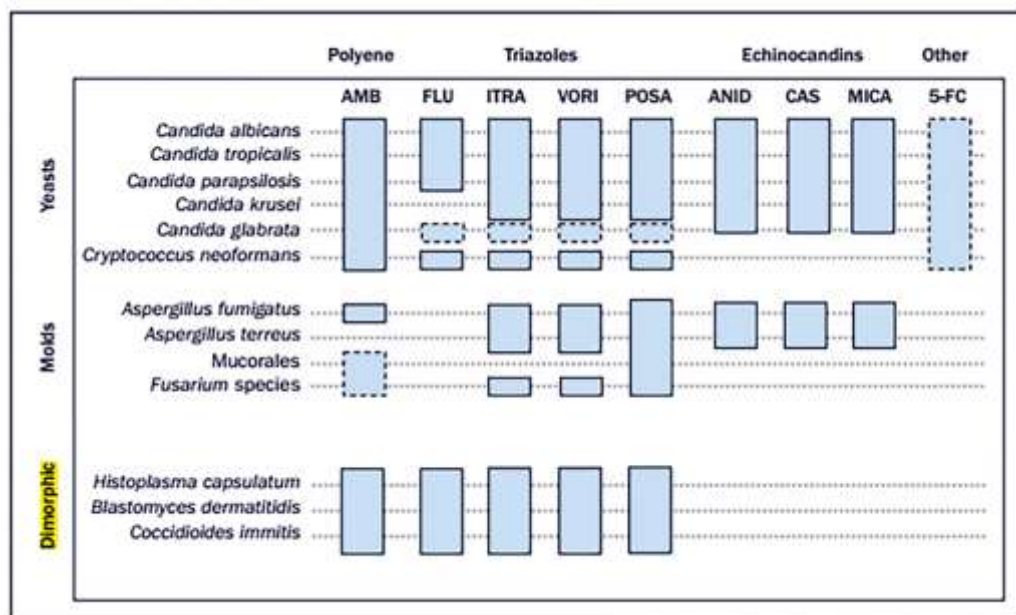 Polyene Triazoles Echinocandins Other
AMB FLU ITRA VORI POSA ANID CAS MICA 5-FC
Yeasts
Candida albicans
Candida tropicalis
Candida parapsilosis
Candida krusei
Candida glabrata
Cryptococcus neoformans
Molds
Aspergillus fumigatus
Aspergillus terreus
Mucorales
Fusarium species
Dimorphic
Histoplasma capsulatum
Blastomyces dermatitidis
Coccidioides immitis